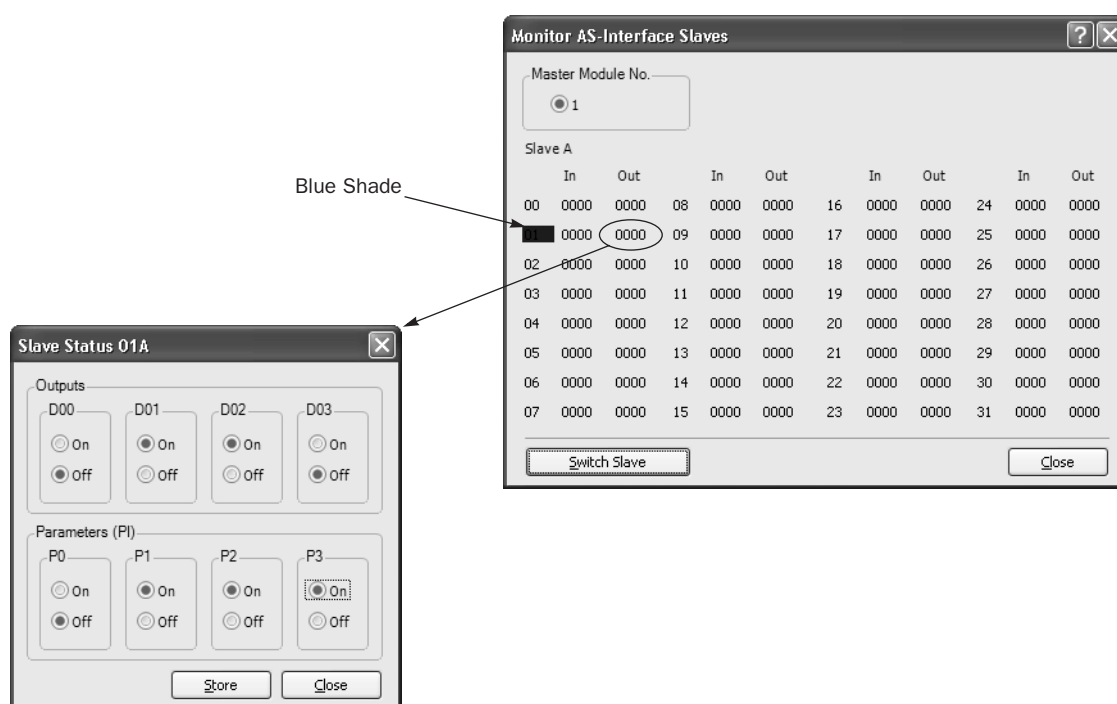 Monitor AS-Interface Slaves
Master Module No.
1
Slave A
In Out In Out In Out In Out
00 0000 0000 08 0000 0000 16 0000 0000 24 0000 0000
Blue Shade
01 0000 0000 09 0000 0000 17 0000 0000 25 0000 0000
02 0000 0000 10 0000 0000 18 0000 0000 26 0000 0000
03 0000 0000 11 0000 0000 19 0000 0000 27 0000 0000
04 0000 0000 12 0000 0000 20 0000 0000 28 0000 0000
05 0000 0000 13 0000 0000 21 0000 0000 29 0000 0000
06 0000 0000 14 0000 0000 22 0000 0000 30 0000 0000
07 0000 0000 15 0000 0000 23 0000 0000 31 0000 0000
Switch Slave Close
Slave Status 01A
Outputs
D00 D01 D02 D03
On On On On
Off Off Off Off
Parameters (PI)
P0 P1 P2 P3
On On On On
Off Off Off Off
Store Close